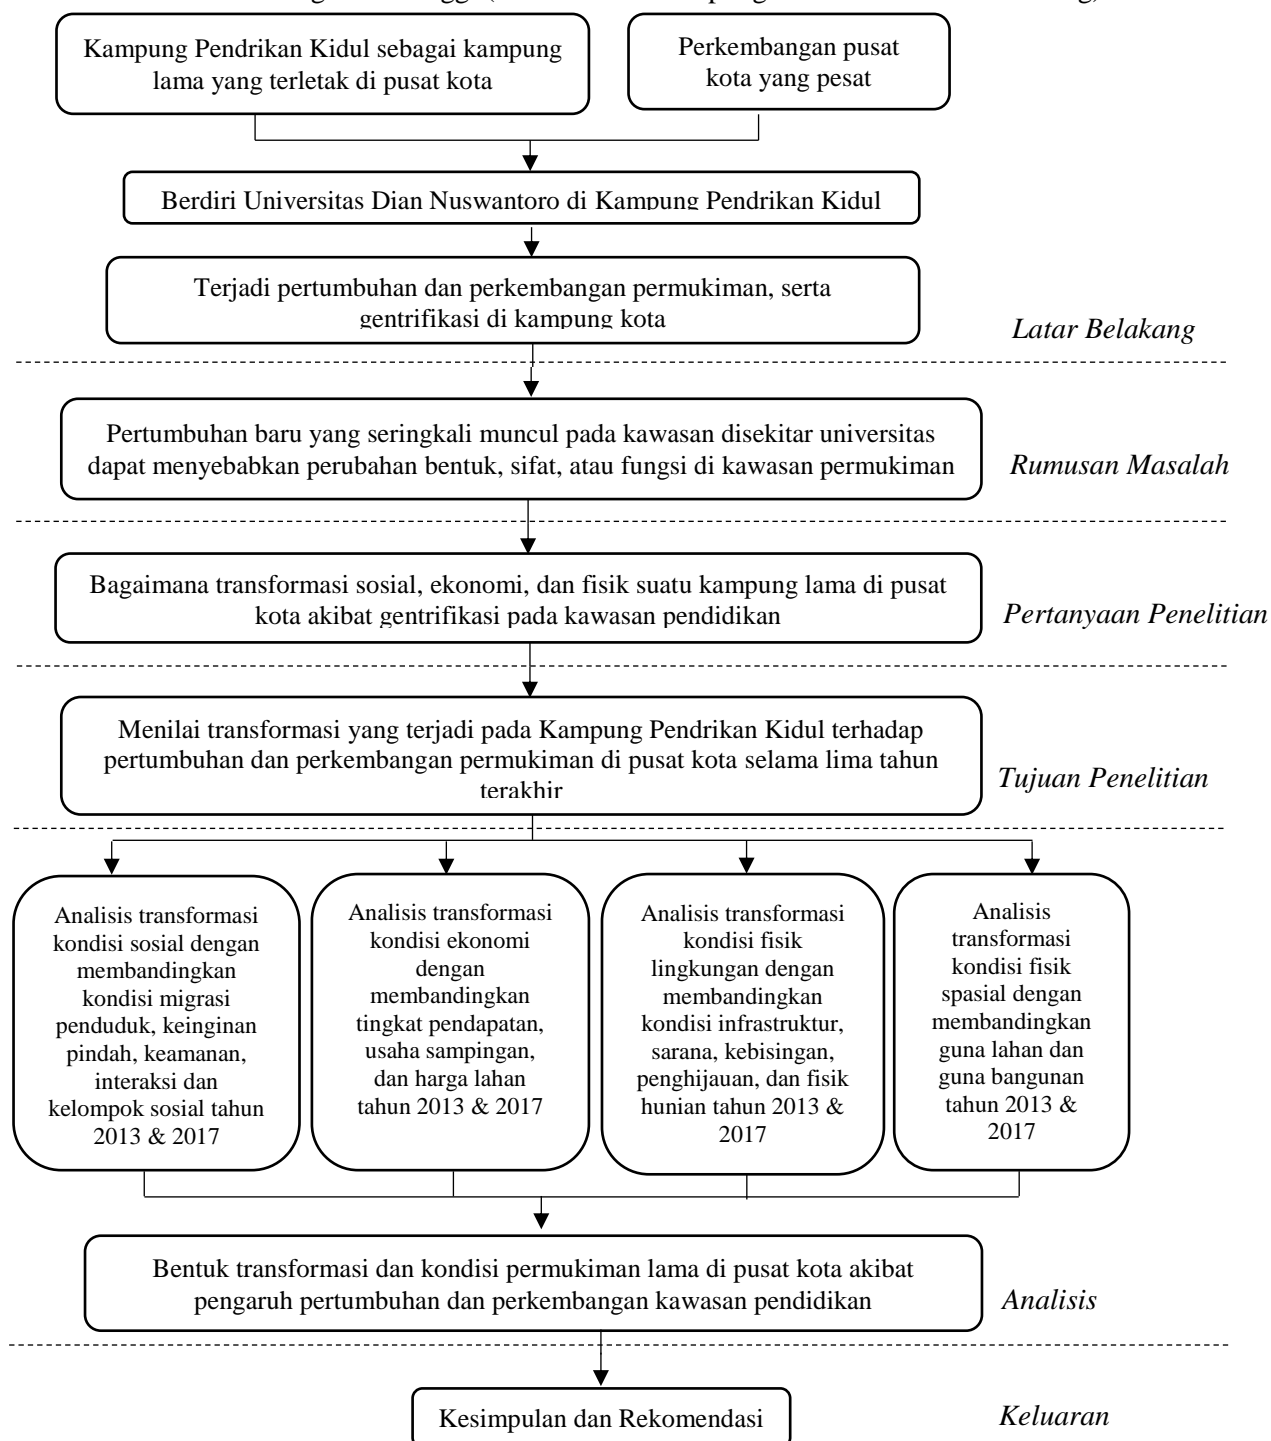 Kampung Pendrikan Kidul sebagai kampung
lama yang terletak di pusat kota
Perkembangan pusat
kota yang pesat
Berdiri Universitas Dian Nuswantoro di Kampung Pendrikan Kidul
Terjadi pertumbuhan dan perkembangan permukiman, serta
gentrifikasi di kampung kota
Latar Belakang
Pertumbuhan baru yang seringkali muncul pada kawasan disekitar universitas
dapat menyebabkan perubahan bentuk, sifat, atau fungsi di kawasan permukiman
Rumusan Masalah
Bagaimana transformasi sosial, ekonomi, dan fisik suatu kampung lama di pusat
kota akibat gentrifikasi pada kawasan pendidikan
Pertanyaan Penelitian
Menilai transformasi yang terjadi pada Kampung Pendrikan Kidul terhadap
pertumbuhan dan perkembangan permukiman di pusat kota selama lima tahun
terakhir
Tujuan Penelitian
Analisis transformasi
kondisi sosial dengan
membandingkan
kondisi migrasi
penduduk, keinginan
pindah, keamanan,
interaksi dan
kelompok sosial tahun
2013 & 2017
Analisis transformasi
kondisi ekonomi
dengan
membandingkan
tingkat pendapatan,
usaha sampingan,
dan harga lahan
tahun 2013 & 2017
Analisis transformasi
kondisi fisik
lingkungan dengan
membandingkan
kondisi infrastruktur,
sarana, kebisingan,
penghijauan, dan fisik
hunian tahun 2013 &
2017
Analisis
transformasi
kondisi fisik
spasial dengan
membandingkan
guna lahan dan
guna bangunan
tahun 2013 &
2017
Bentuk transformasi dan kondisi permukiman lama di pusat kota akibat
pengaruh pertumbuhan dan perkembangan kawasan pendidikan
Analisis
Kesimpulan dan Rekomendasi
Keluaran